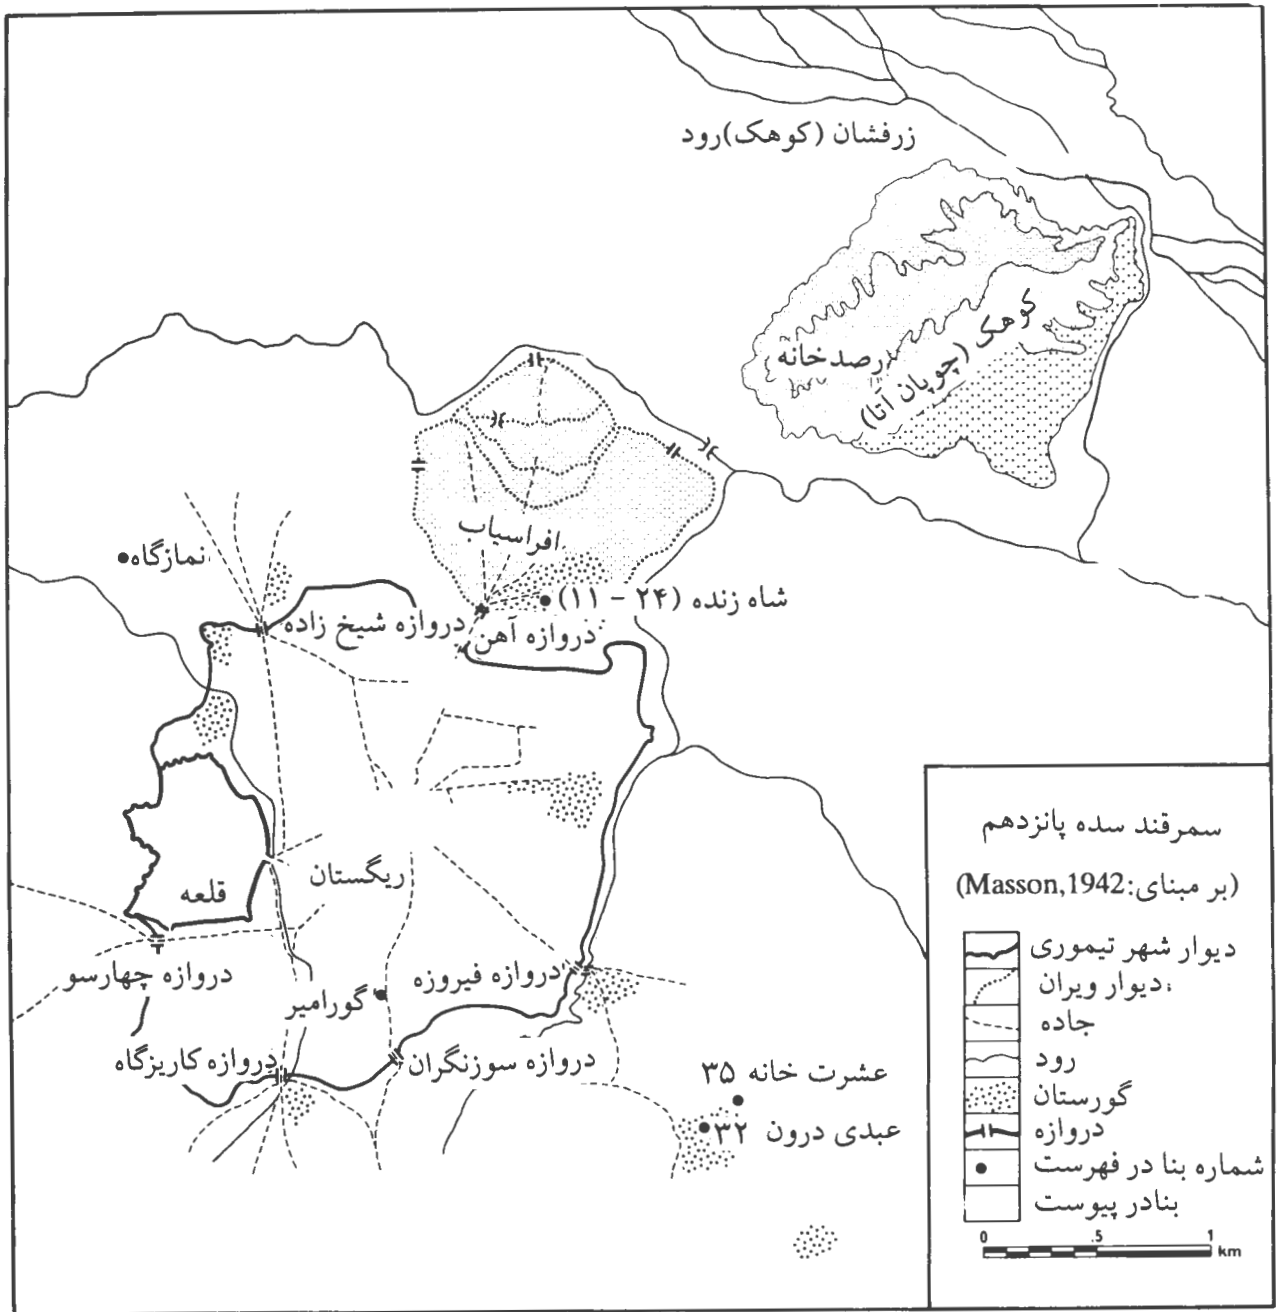 زرفشان (کوهک)رود
رصدخانه
کوهک (چوپان آتا)
افراسیاب
نمازگاه
شاه زنده (۲۴ - ۱۱)
دروازه شیخ زاده
دروازه آهن
ریگستان
قلعه
دروازه چهارسو
دروازه فیروزه
گورامیر
دروازه کاریزگاه
دروازه سوزنگران
عشرت خانه ۳۵
عبدی درون ۳۲
سمرقند سده پانزدهم
(بر مبنای:Masson,1942)
دیوار شهر تیموری
دیوار ویران
جاده
رود
گورستان
دروازه
شماره بنا در فهرست
بنادر پیوست
0 .5 1
km